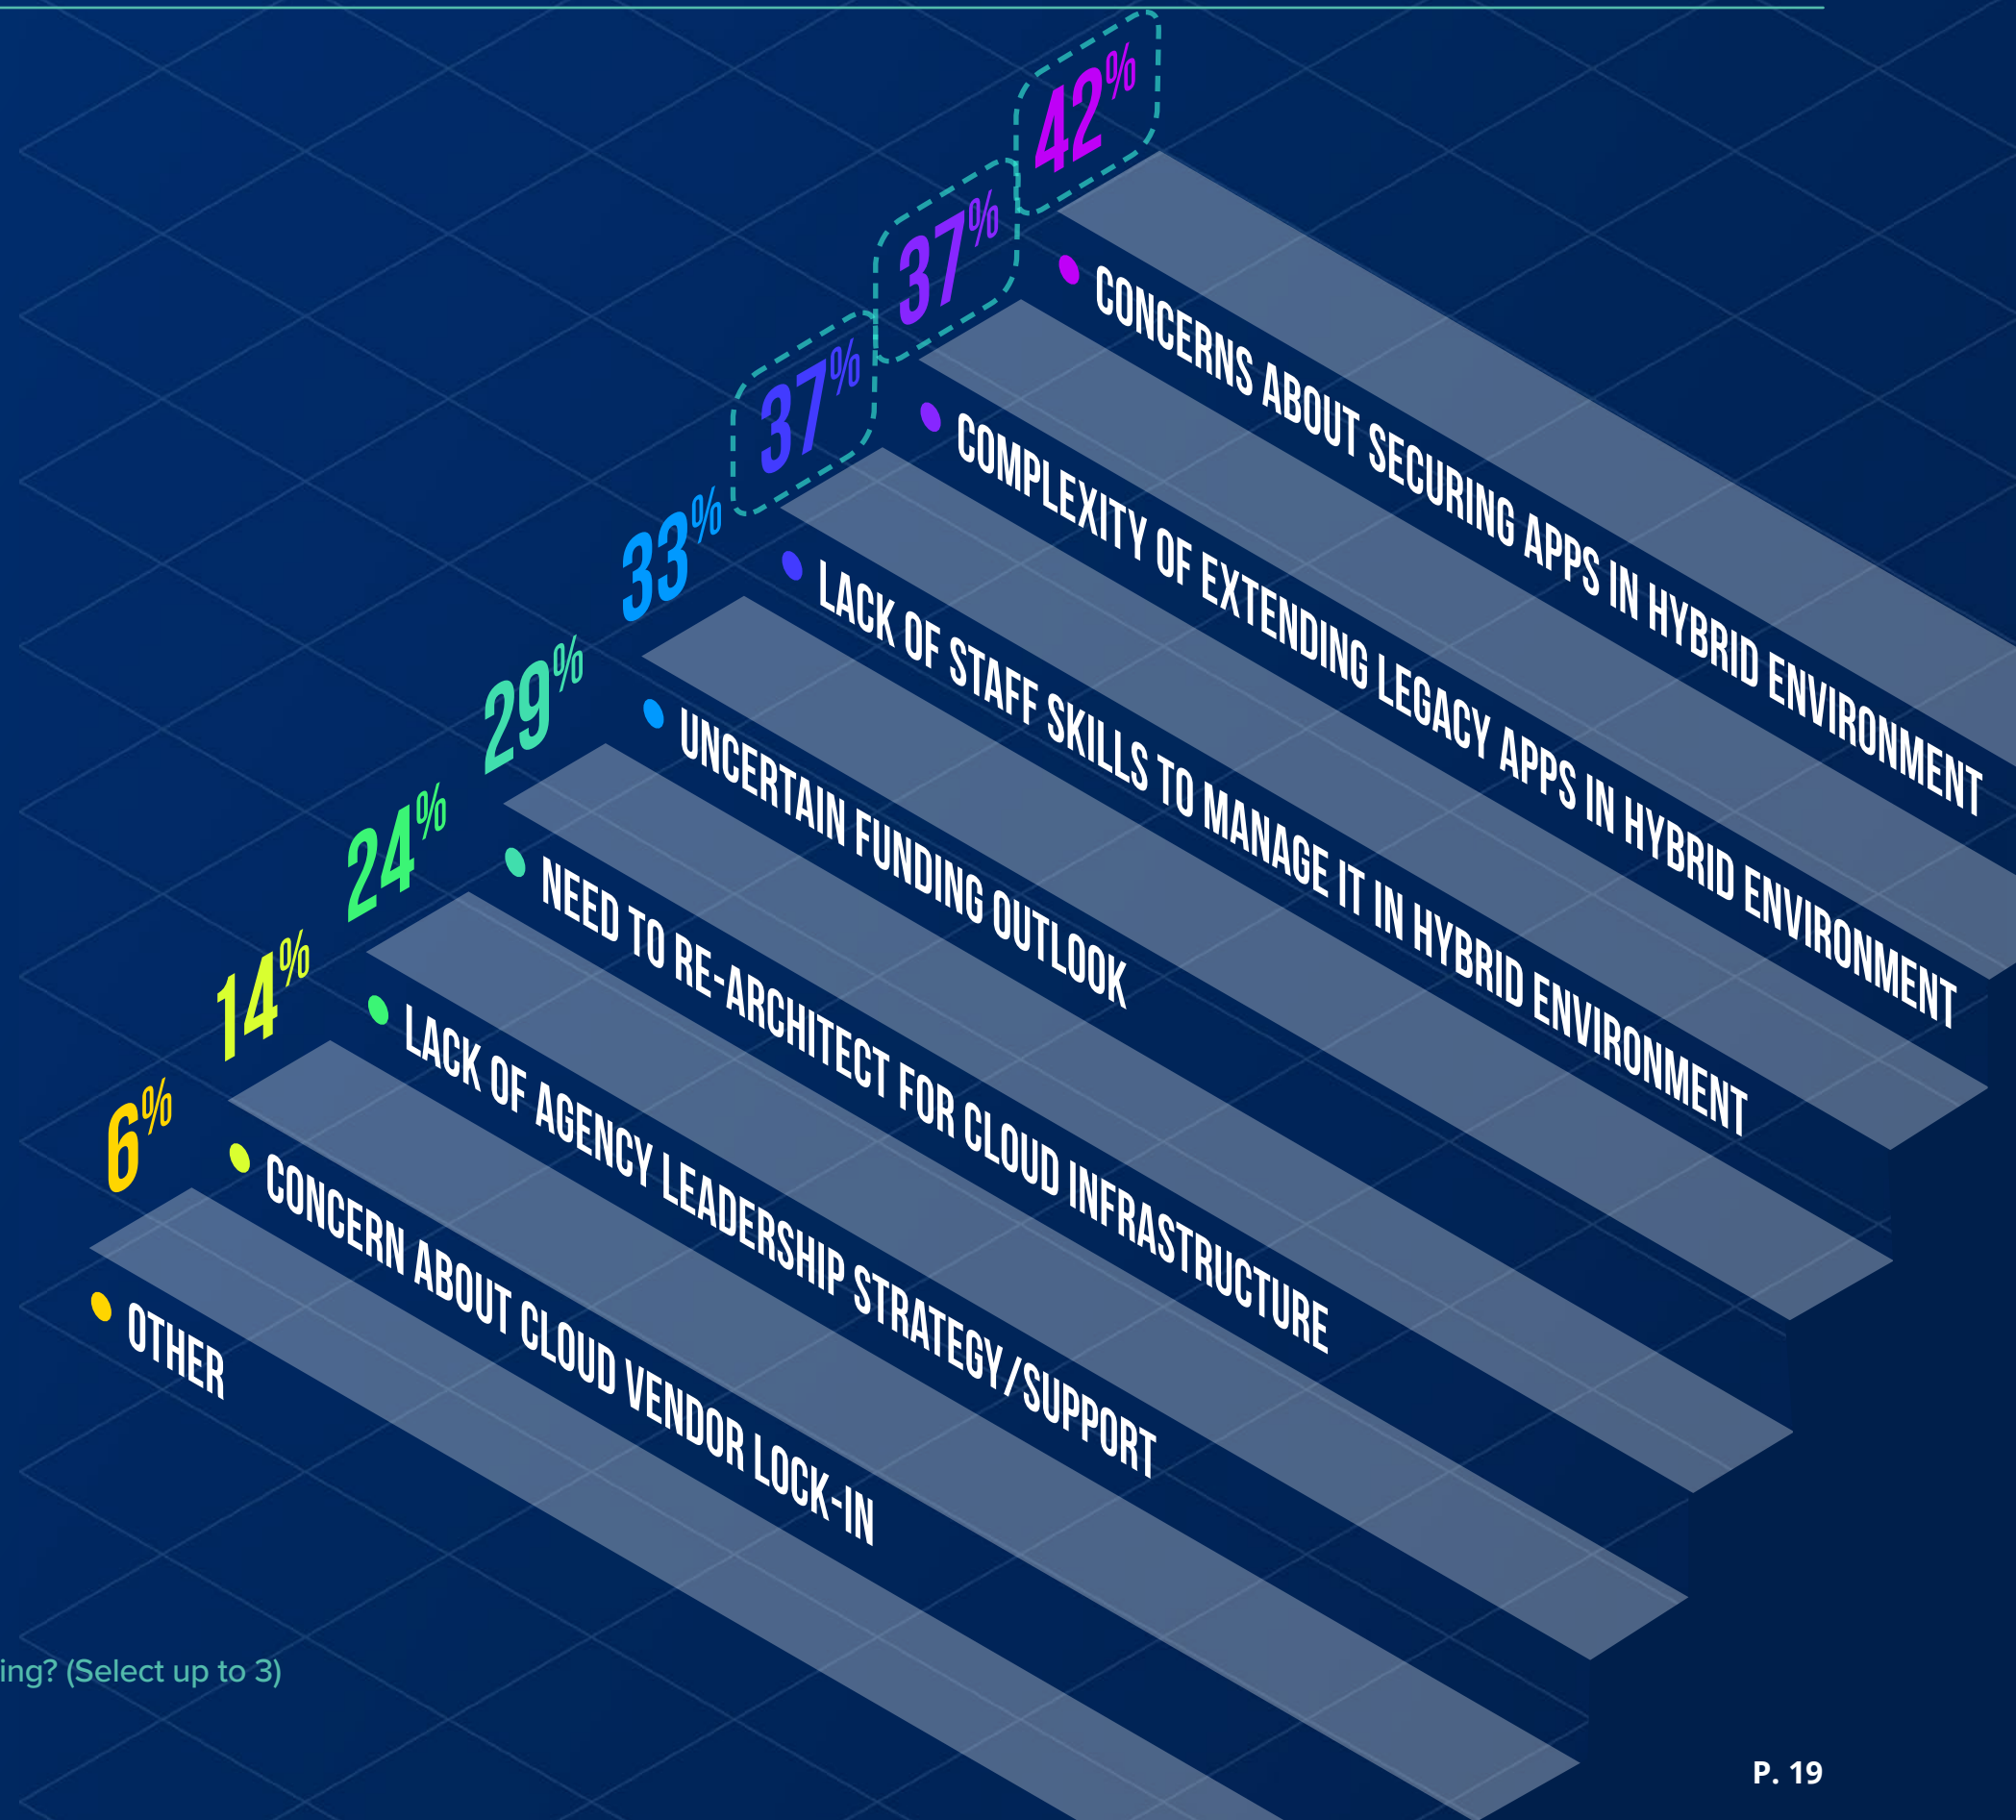 42%
CONCERNS ABOUT SECURING APPS IN HYBRID ENVIRONMENT
37%
COMPLEXITY OF EXTENDING LEGACY APPS IN HYBRID ENVIRONMENT
37%
LACK OF STAFF SKILLS TO MANAGE IT IN HYBRID ENVIRONMENT
33%
UNCERTAIN FUNDING OUTLOOK
29%
NEED TO RE-ARCHITECT FOR CLOUD INFRASTRUCTURE
24%
LACK OF AGENCY LEADERSHIP STRATEGY/SUPPORT
14%
CONCERN ABOUT CLOUD VENDOR LOCK-IN
6%
OTHER
ing? (Select up to 3)
P. 19